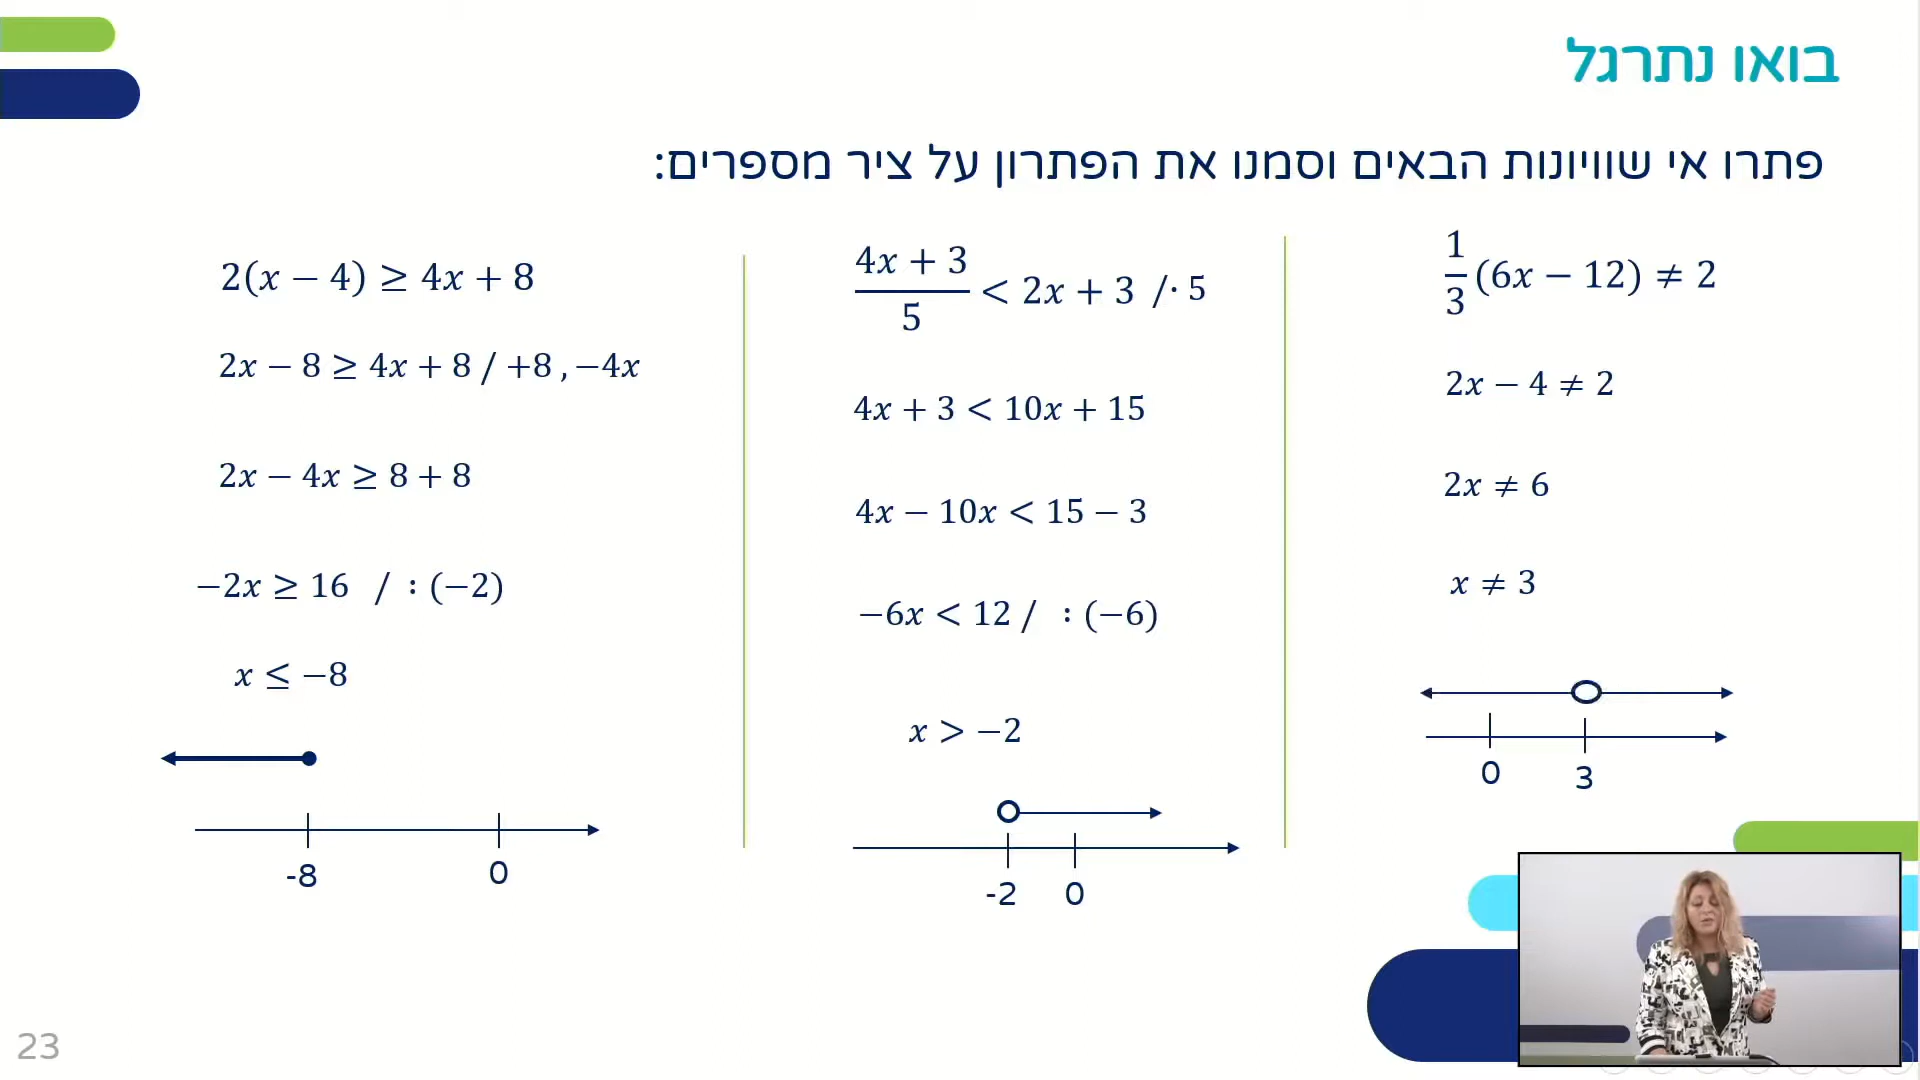 בואו נתרגל
פתרו אי שוויונות הבאים וסמנו את הפתרון על ציר מספרים:
2(x − 4) ≥ 4x + 8
2x − 8 ≥ 4x + 8 / +8 , −4x
2x − 4x ≥ 8 + 8
−2x ≥ 16 / : (−2)
x ≤ −8
-8 0
(4x + 3)/5 < 2x + 3 /· 5
4x + 3 < 10x + 15
4x − 10x < 15 − 3
−6x < 12 / : (−6)
x > −2
-2 0
1/3 (6x − 12) ≠ 2
2x − 4 ≠ 2
2x ≠ 6
x ≠ 3
0 3
23